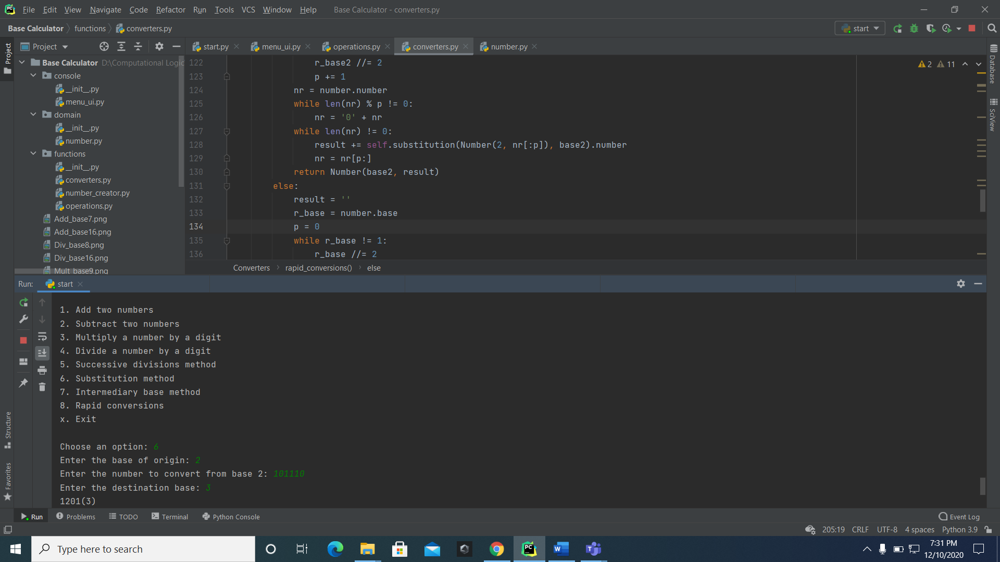 File Edit View Navigate Code Refactor Run Tools VCS Window Help Base Calculator - converters.py
Base Calculator functions converters.py start
Project start.py menu_ui.py operations.py converters.py number.py
Project
Base Calculator D:\Computational Logic
console
__init__.py
menu_ui.py
domain
__init__.py
number.py
functions
__init__.py
converters.py
number_creator.py
operations.py
Add_base7.png
Add_base16.png
Div_base8.png
Div_base16.png
Mult_base9.png
2 11
122 r_base2 //= 2
123 p += 1
124 nr = number.number
125 while len(nr) % p != 0:
126 nr = '0' + nr
127 while len(nr) != 0:
128 result += self.substitution(Number(2, nr[:p]), base2).number
129 nr = nr[p:]
130 return Number(base2, result)
131 else:
132 result = ''
133 r_base = number.base
134 p = 0
135 while r_base != 1:
136 r_base //= 2
Converters rapid_conversions() else
Database
SciView
Run: start
1. Add two numbers
2. Subtract two numbers
3. Multiply a number by a digit
4. Divide a number by a digit
5. Successive divisions method
6. Substitution method
7. Intermediary base method
8. Rapid conversions
x. Exit
Choose an option: 6
Enter the base of origin: 2
Enter the number to convert from base 2: 101110
Enter the destination base: 3
1201(3)
Structure
Favorites
Run Problems TODO Terminal Python Console Event Log
205:19 CRLF UTF-8 4 spaces Python 3.9
Type here to search
7:31 PM
12/10/2020